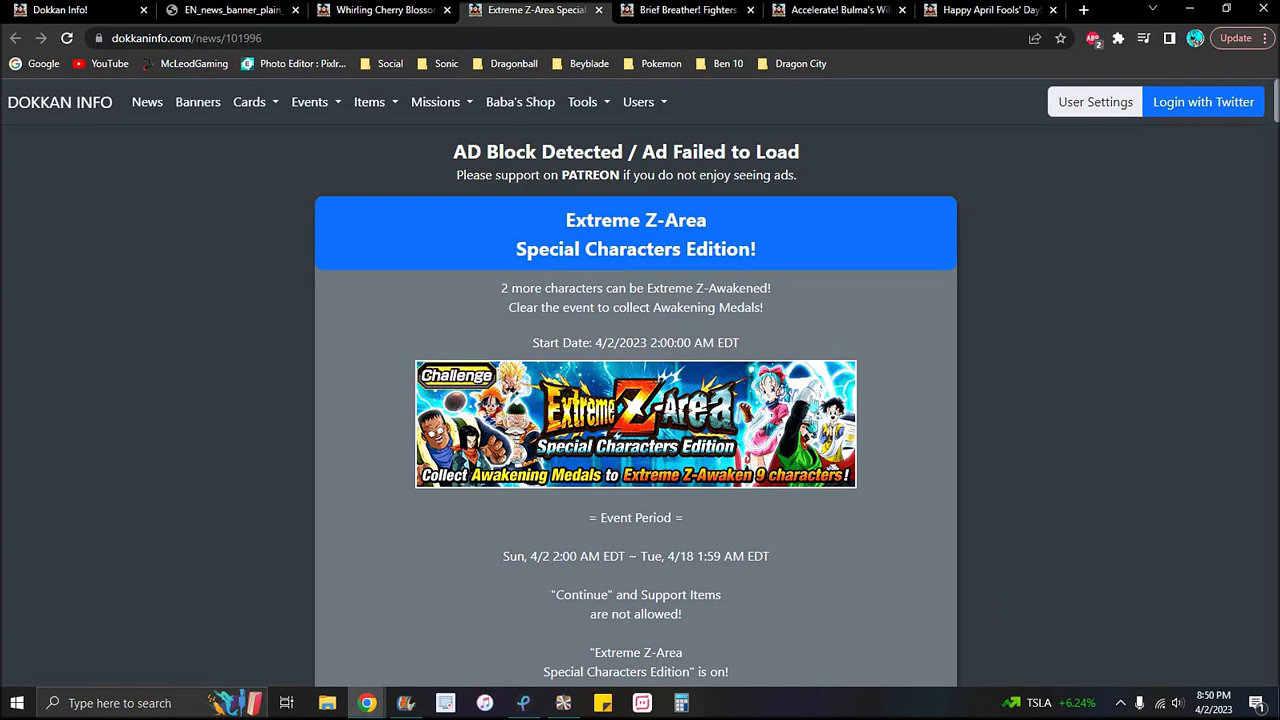 Dokkan Info!
EN_news_banner_plain_
Whirling Cherry Blosso
Extreme Z-Area Special
Brief Breather! Fighters
Accelerate! Bulma's Wil
Happy April Fools' Day!
dokkaninfo.com/news/101996
2
Update
Google
YouTube
McLeodGaming
Photo Editor : Pixlr...
Social
Sonic
Dragonball
Beyblade
Pokemon
Ben 10
Dragon City
DOKKAN INFO
News
Banners
Cards
Events
Items
Missions
Baba's Shop
Tools
Users
User Settings
Login with Twitter
AD Block Detected / Ad Failed to Load
Please support on PATREON if you do not enjoy seeing ads.
Extreme Z-Area
Special Characters Edition!
2 more characters can be Extreme Z-Awakened!
Clear the event to collect Awakening Medals!
Start Date: 4/2/2023 2:00:00 AM EDT
Challenge
Extreme Z-Area
Special Characters Edition
Collect Awakening Medals to Extreme Z-Awaken 9 characters!
= Event Period =
Sun, 4/2 2:00 AM EDT ~ Tue, 4/18 1:59 AM EDT
"Continue" and Support Items
are not allowed!
"Extreme Z-Area
Special Characters Edition" is on!
Type here to search
TSLA +6.24%
8:50 PM
4/2/2023